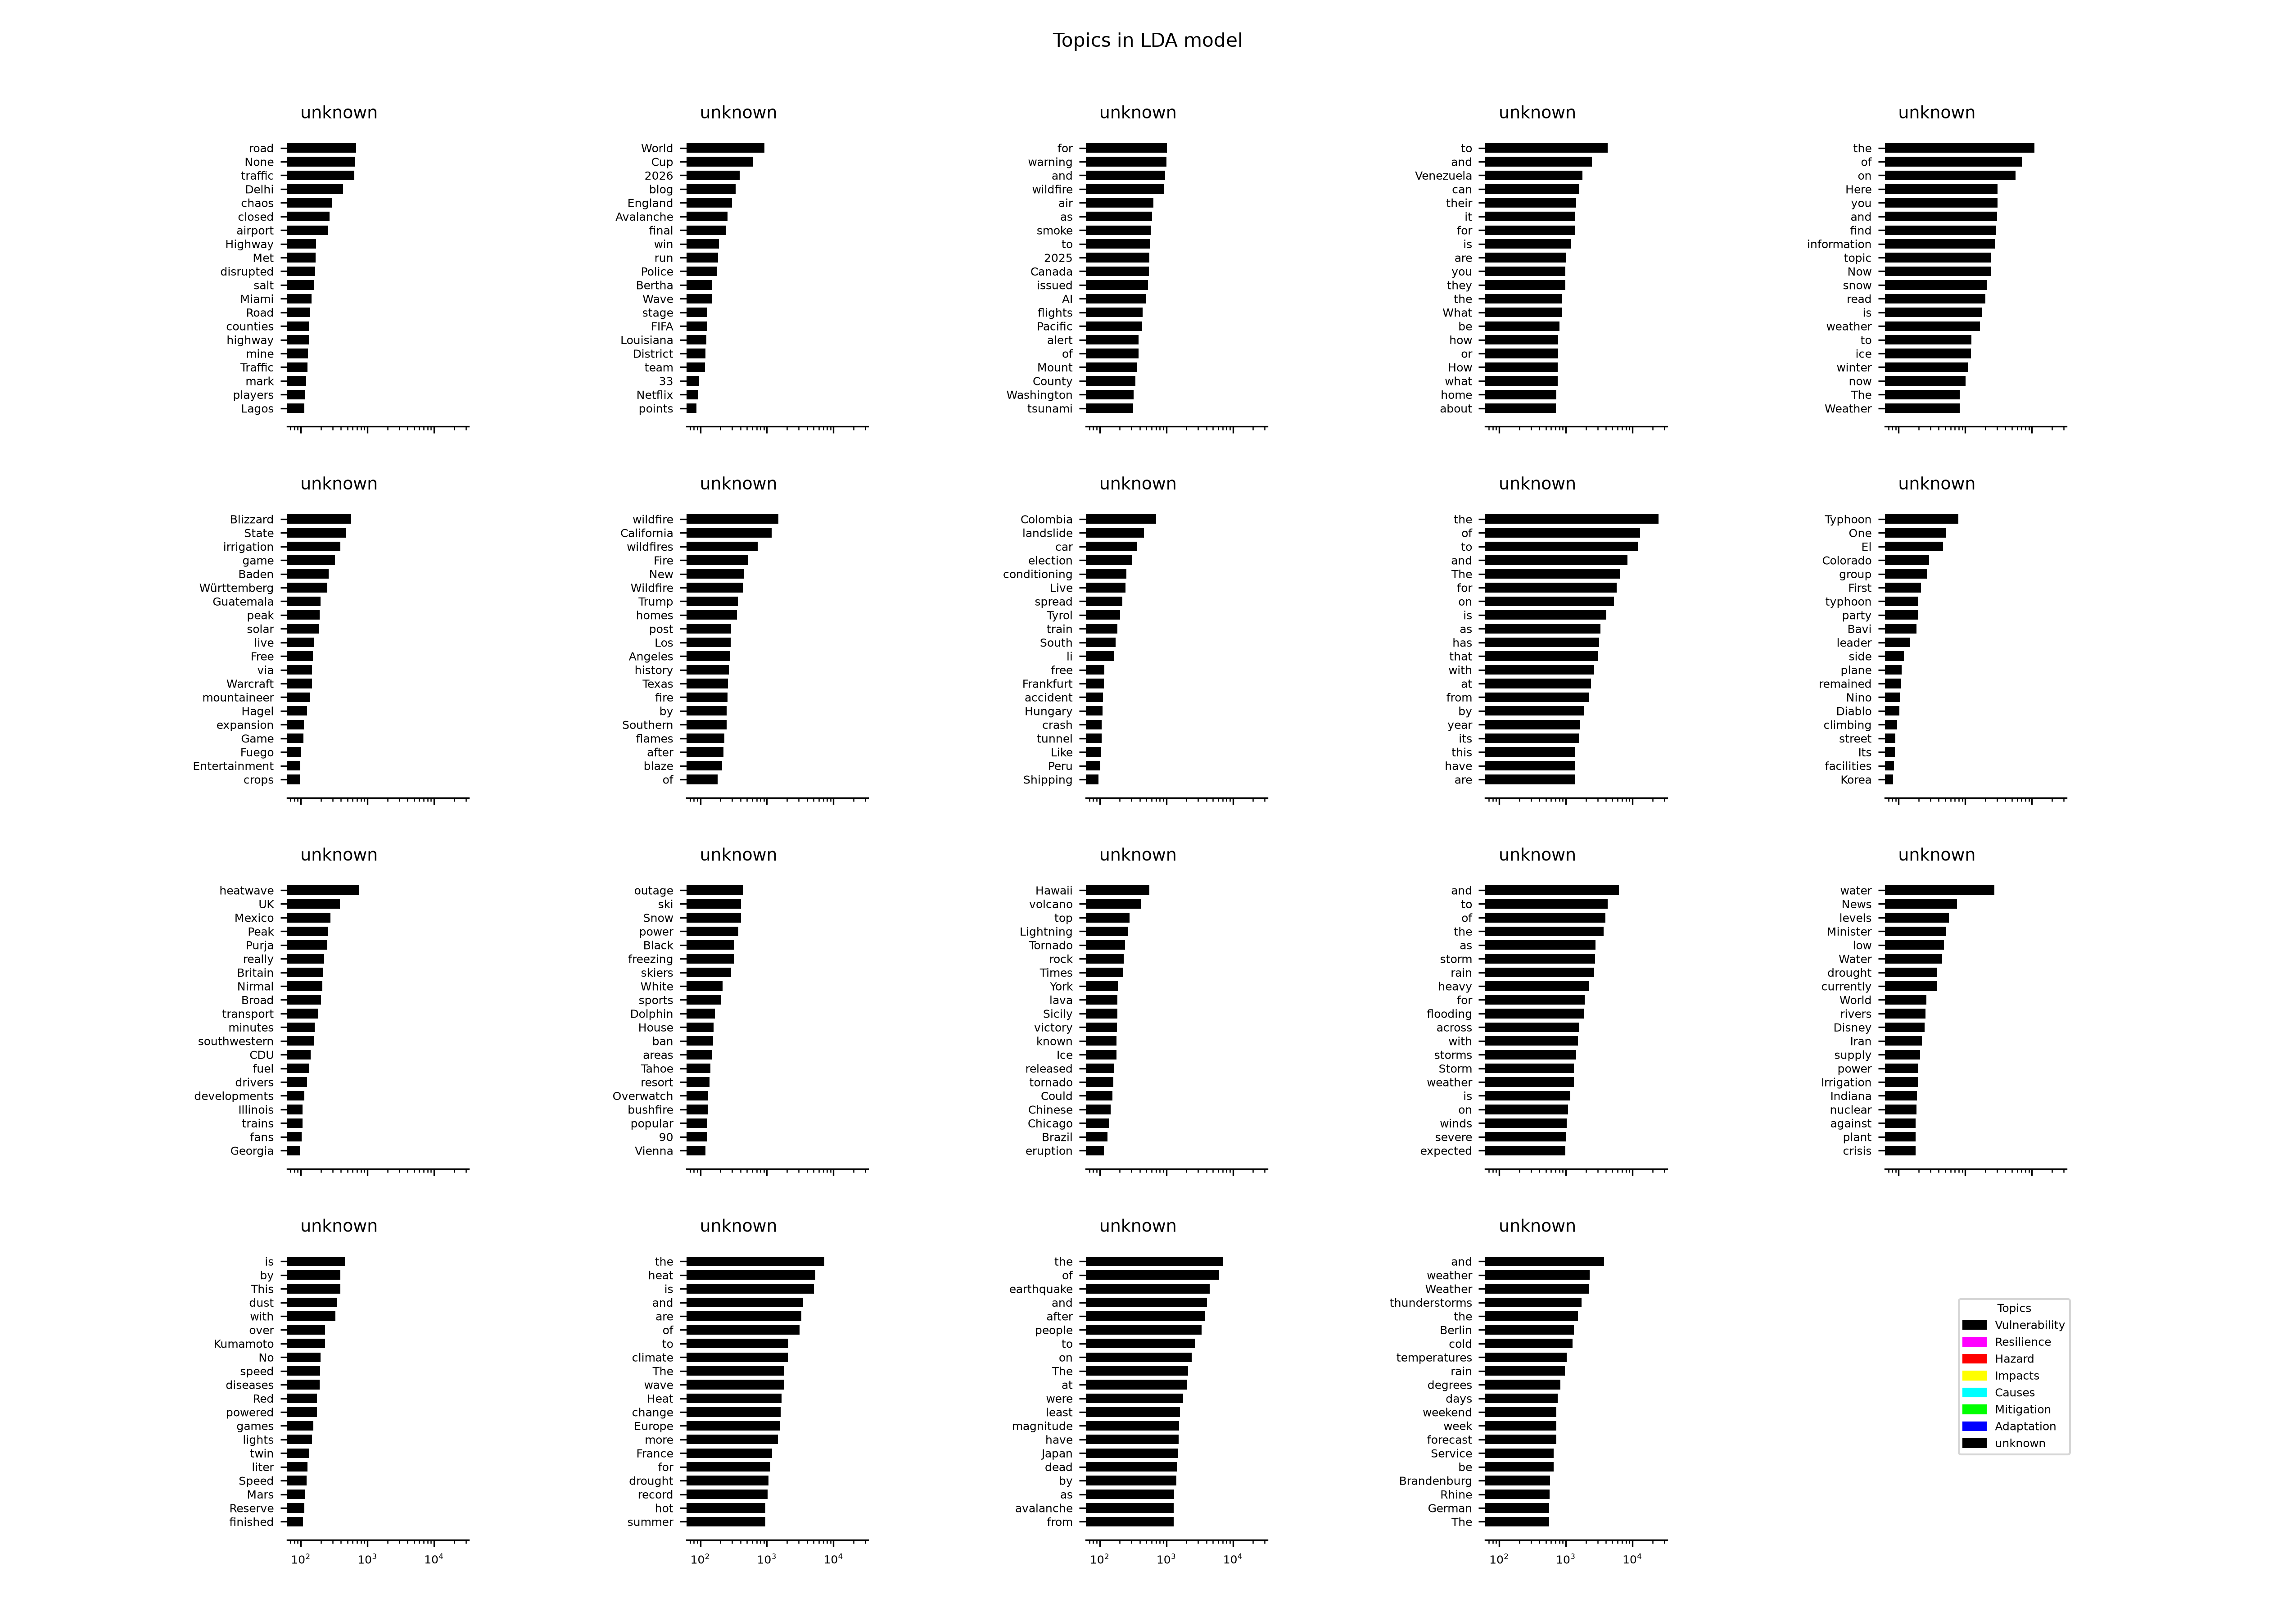 Topics in LDA model
unknown
road
None
traffic
Delhi
chaos
closed
airport
Highway
Met
disrupted
salt
Miami
Road
counties
highway
mine
Traffic
mark
players
Lagos
unknown
World
Cup
2026
blog
England
Avalanche
final
win
run
Police
Bertha
Wave
stage
FIFA
Louisiana
District
team
33
Netflix
points
unknown
for
warning
and
wildfire
air
as
smoke
to
2025
Canada
issued
AI
flights
Pacific
alert
of
Mount
County
Washington
tsunami
unknown
to
and
Venezuela
can
their
it
for
is
are
you
they
the
What
be
how
or
How
what
home
about
unknown
the
of
on
Here
you
and
find
information
topic
Now
snow
read
is
weather
to
ice
winter
now
The
Weather
unknown
Blizzard
State
irrigation
game
Baden
Württemberg
Guatemala
peak
solar
live
Free
via
Warcraft
mountaineer
Hagel
expansion
Game
Fuego
Entertainment
crops
unknown
wildfire
California
wildfires
Fire
New
Wildfire
Trump
homes
post
Los
Angeles
history
Texas
fire
by
Southern
flames
after
blaze
of
unknown
Colombia
landslide
car
election
conditioning
Live
spread
Tyrol
train
South
li
free
Frankfurt
accident
Hungary
crash
tunnel
Like
Peru
Shipping
unknown
the
of
to
and
The
for
on
is
as
has
that
with
at
from
by
year
its
this
have
are
unknown
Typhoon
One
El
Colorado
group
First
typhoon
party
Bavi
leader
side
plane
remained
Nino
Diablo
climbing
street
Its
facilities
Korea
unknown
heatwave
UK
Mexico
Peak
Purja
really
Britain
Nirmal
Broad
transport
minutes
southwestern
CDU
fuel
drivers
developments
Illinois
trains
fans
Georgia
unknown
outage
ski
Snow
power
Black
freezing
skiers
White
sports
Dolphin
House
ban
areas
Tahoe
resort
Overwatch
bushfire
popular
90
Vienna
unknown
Hawaii
volcano
top
Lightning
Tornado
rock
Times
York
lava
Sicily
victory
known
Ice
released
tornado
Could
Chinese
Chicago
Brazil
eruption
unknown
and
to
of
the
as
storm
rain
heavy
for
flooding
across
with
storms
Storm
weather
is
on
winds
severe
expected
unknown
water
News
levels
Minister
low
Water
drought
currently
World
rivers
Disney
Iran
supply
power
Irrigation
Indiana
nuclear
against
plant
crisis
unknown
is
by
This
dust
with
over
Kumamoto
No
speed
diseases
Red
powered
games
lights
twin
liter
Speed
Mars
Reserve
finished
10² 10³ 10⁴
unknown
the
heat
is
and
are
of
to
climate
The
wave
Heat
change
Europe
more
France
for
drought
record
hot
summer
10² 10³ 10⁴
unknown
the
of
earthquake
and
after
people
to
on
The
at
were
least
magnitude
have
Japan
dead
by
as
avalanche
from
10² 10³ 10⁴
unknown
and
weather
Weather
thunderstorms
the
Berlin
cold
temperatures
rain
degrees
days
weekend
week
forecast
Service
be
Brandenburg
Rhine
German
The
10² 10³ 10⁴
Topics
Vulnerability
Resilience
Hazard
Impacts
Causes
Mitigation
Adaptation
unknown